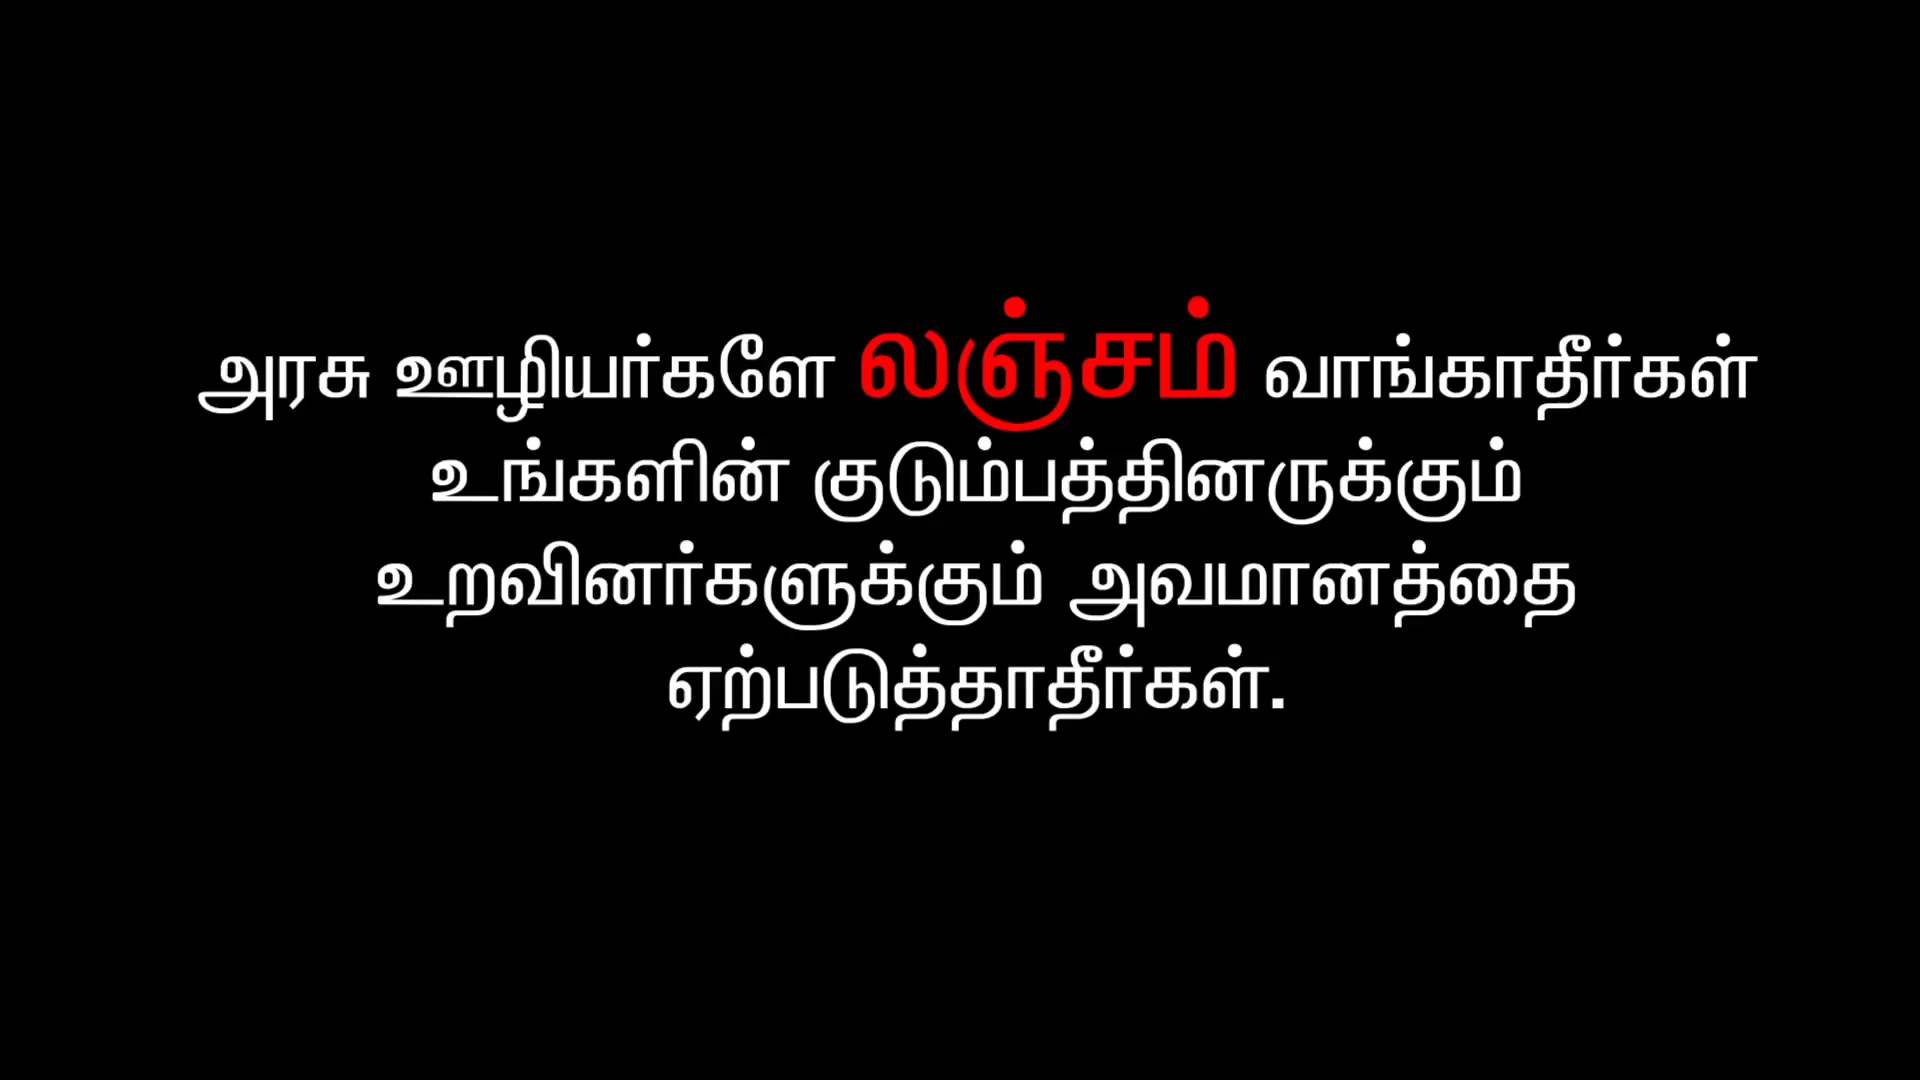 அரசு ஊழியர்களே லஞ்சம் வாங்காதீர்கள்
உங்களின் குடும்பத்தினருக்கும்
உறவினர்களுக்கும் அவமானத்தை
ஏற்படுத்தாதீர்கள்.